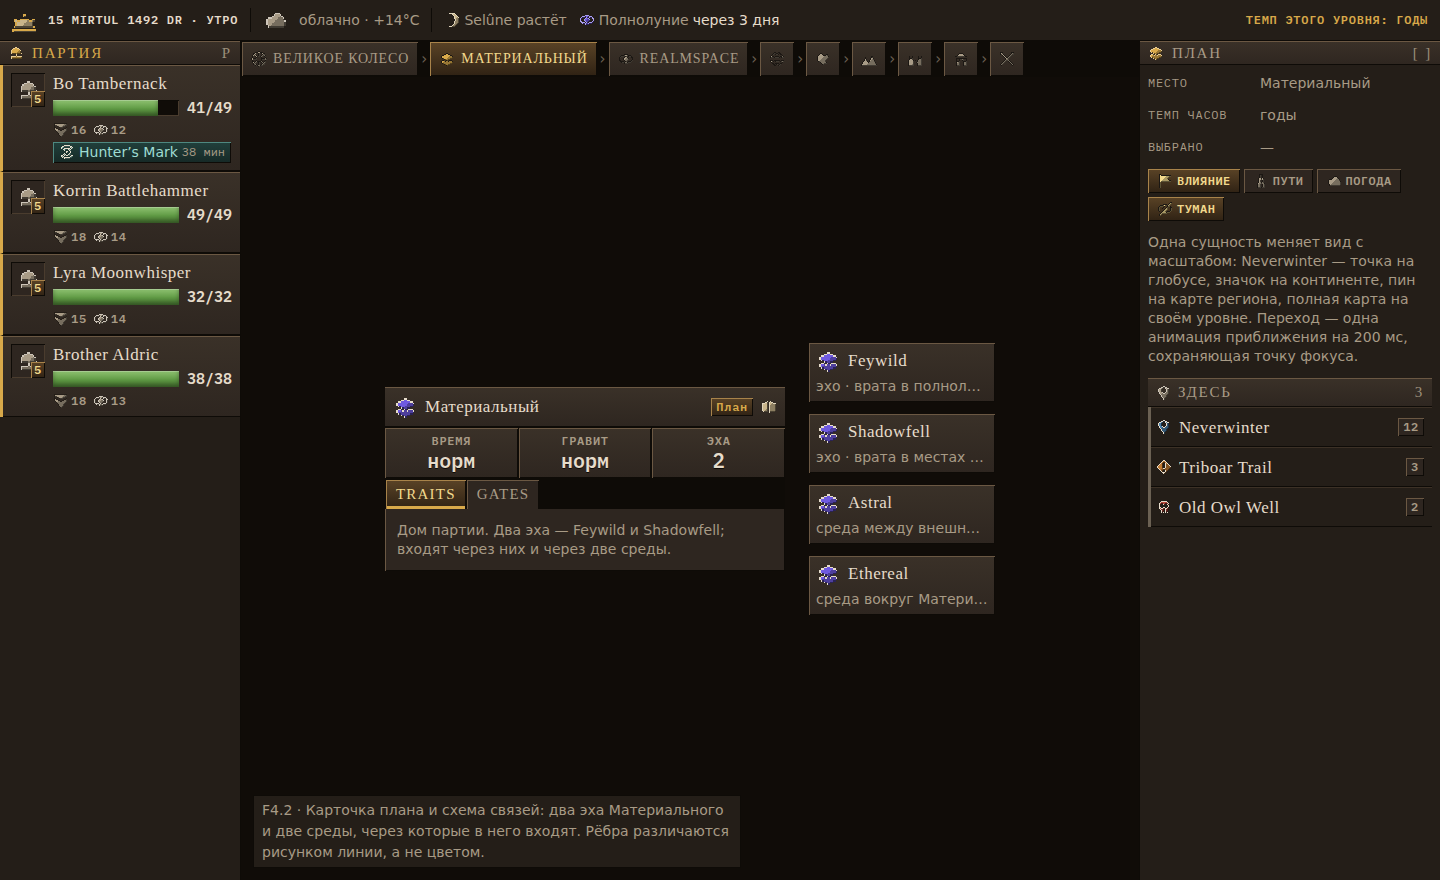 15 MIRTUL 1492 DR · УТРО
облачно · +14°C
Selûne растёт
Полнолуние через 3 дня
ТЕМП ЭТОГО УРОВНЯ: ГОДЫ
ПАРТИЯ P
Bo Tambernack
5
41/49
16 12
Hunter's Mark 38 мин
Korrin Battlehammer
5
49/49
18 14
Lyra Moonwhisper
5
32/32
15 14
Brother Aldric
5
38/38
18 13
ВЕЛИКОЕ КОЛЕСО › МАТЕРИАЛЬНЫЙ › REALMSPACE › › › › › ›
Материальный План
ВРЕМЯ
норм
ГРАВИТ
норм
ЭХА
2
TRAITS GATES
Дом партии. Два эха — Feywild и Shadowfell;
входят через них и через две среды.
Feywild
эхо · врата в полнол…
Shadowfell
эхо · врата в местах …
Astral
среда между внешн…
Ethereal
среда вокруг Матери…
F4.2 · Карточка плана и схема связей: два эха Материального
и две среды, через которые в него входят. Рёбра различаются
рисунком линии, а не цветом.
ПЛАН [ ]
МЕСТО Материальный
ТЕМП ЧАСОВ годы
ВЫБРАНО —
ВЛИЯНИЕ ПУТИ ПОГОДА
ТУМАН
Одна сущность меняет вид с
масштабом: Neverwinter — точка на
глобусе, значок на континенте, пин
на карте региона, полная карта на
своём уровне. Переход — одна
анимация приближения на 200 мс,
сохраняющая точку фокуса.
ЗДЕСЬ 3
Neverwinter 12
Triboar Trail 3
Old Owl Well 2